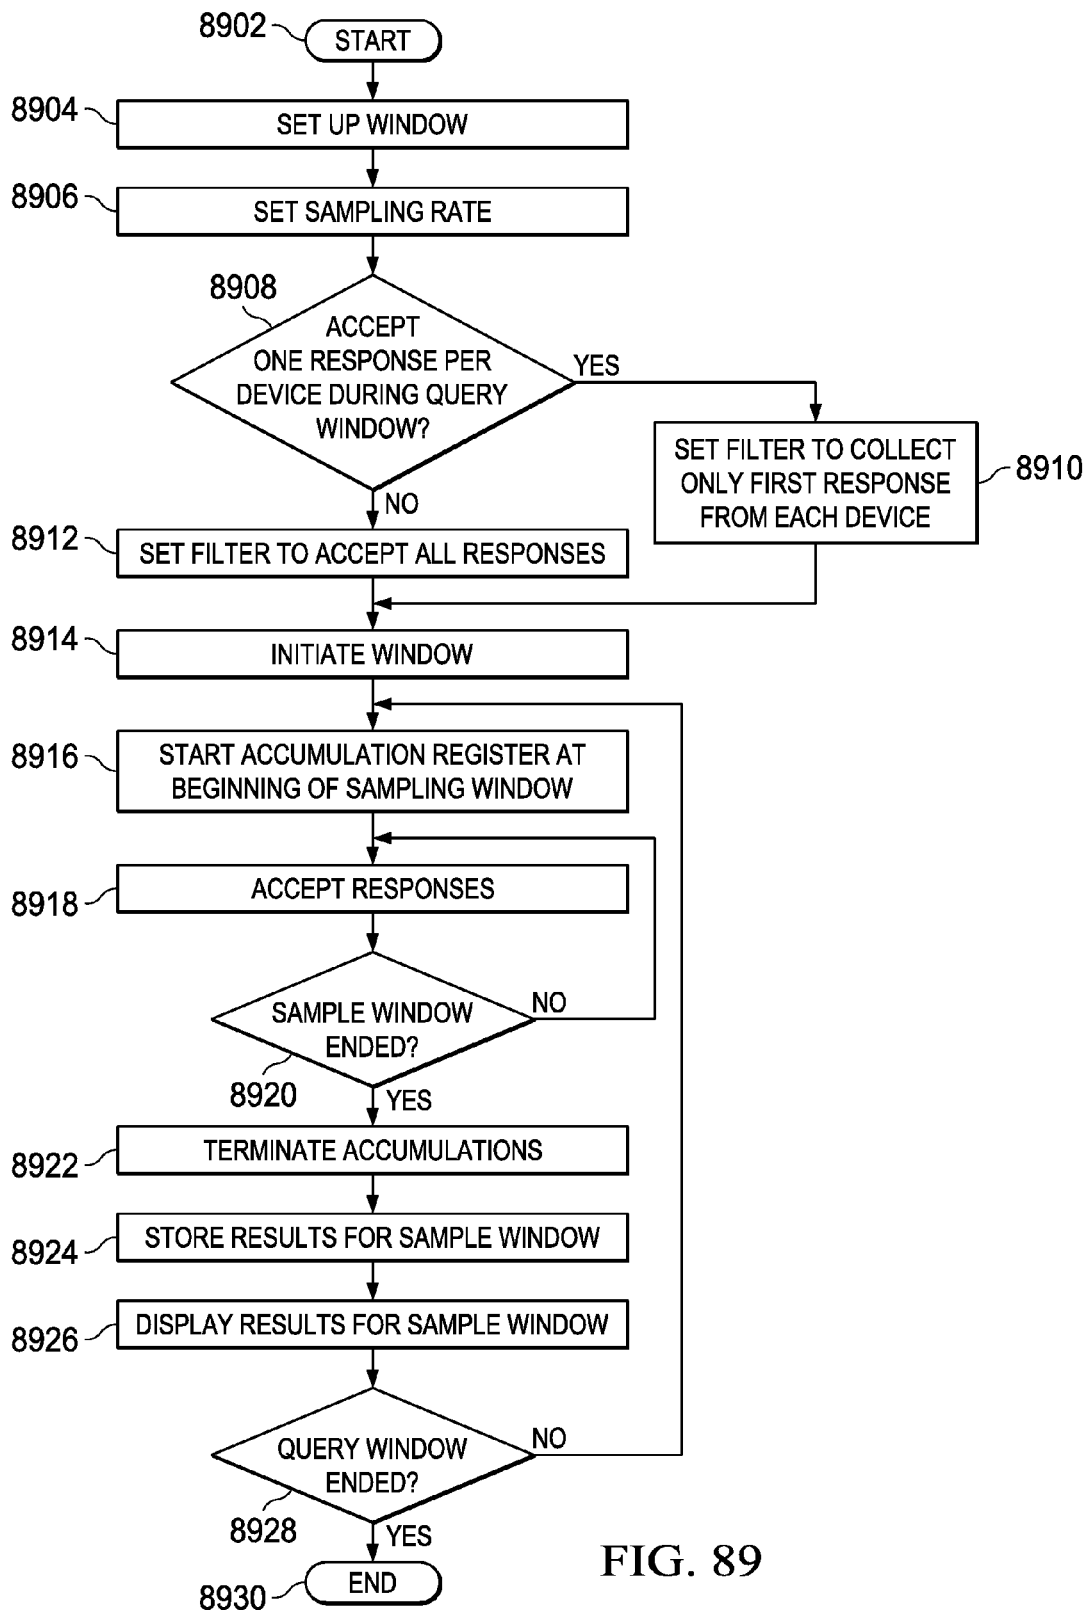 8902
START
8904
SET UP WINDOW
8906
SET SAMPLING RATE
8908
ACCEPT
ONE RESPONSE PER
DEVICE DURING QUERY
WINDOW?
YES
SET FILTER TO COLLECT
ONLY FIRST RESPONSE
FROM EACH DEVICE
8910
NO
8912
SET FILTER TO ACCEPT ALL RESPONSES
8914
INITIATE WINDOW
8916
START ACCUMULATION REGISTER AT
BEGINNING OF SAMPLING WINDOW
8918
ACCEPT RESPONSES
SAMPLE WINDOW
ENDED?
NO
8920
YES
8922
TERMINATE ACCUMULATIONS
8924
STORE RESULTS FOR SAMPLE WINDOW
8926
DISPLAY RESULTS FOR SAMPLE WINDOW
QUERY WINDOW
ENDED?
NO
8928
YES
8930
END
FIG. 89